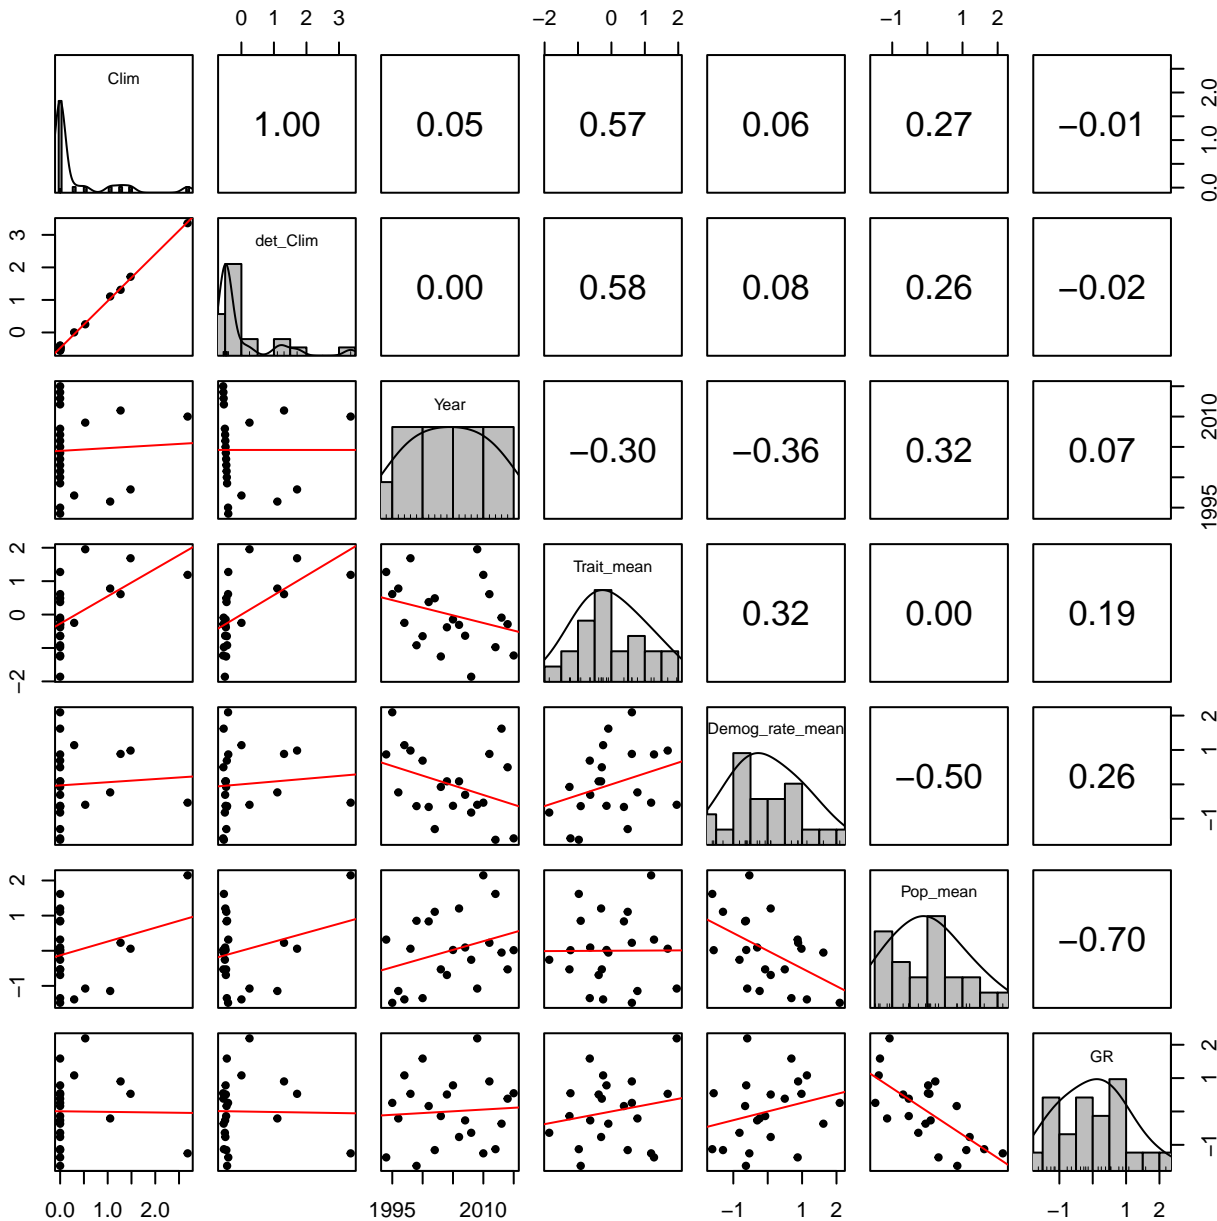 0 1 2 3 −2 −1 0 1 2 −1 0 1 2
Clim 1.00 0.05 0.57 0.06 0.27 −0.01 0.0 1.0 2.0
0 1 2 3 det_Clim 0.00 0.58 0.08 0.26 −0.02
Year −0.30 −0.36 0.32 0.07 1995 2010
−2 0 1 2 Trait_mean 0.32 0.00 0.19
Demog_rate_mean −0.50 0.26 −1 1 2
−1 1 2 Pop_mean −0.70
GR −1 1 2
0.0 1.0 2.0 1995 2010 −1 1 2 −1 1 2